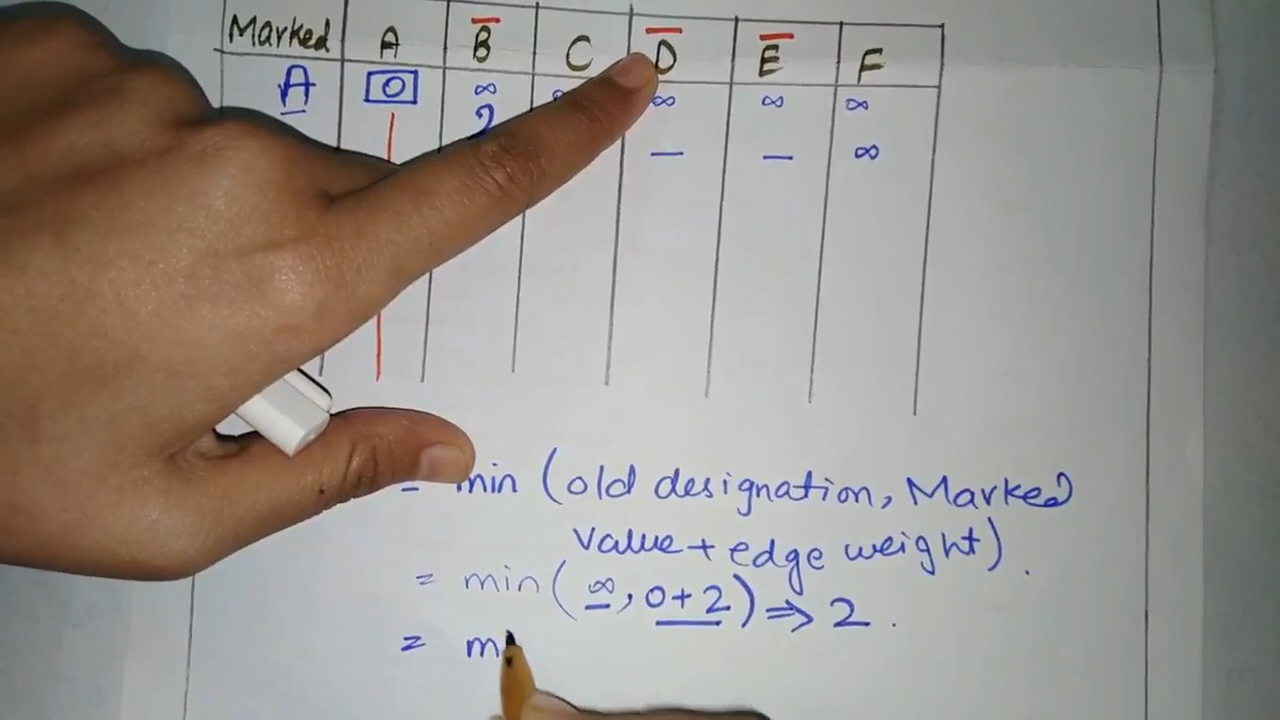 Marked A B C D E F
A 0 ∞ ∞ ∞ ∞
2 — — ∞
= min (old designation, Marked
value + edge weight).
= min (∞, 0+2) ⇒ 2.
= m